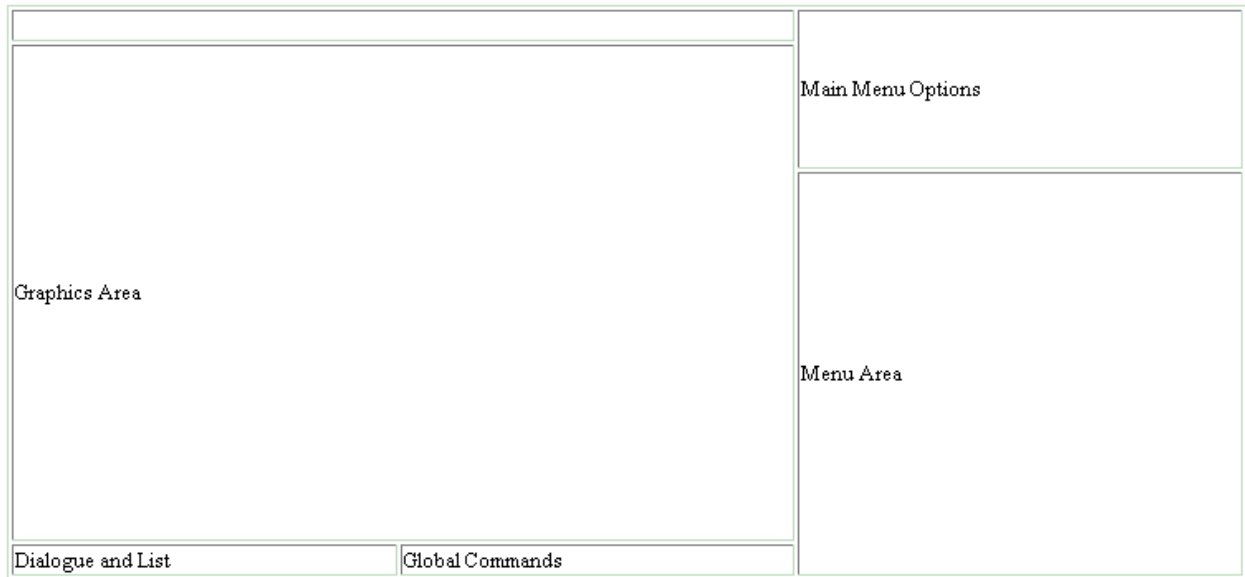 Main Menu Options
Graphics Area
Menu Area
Dialogue and List
Global Commands